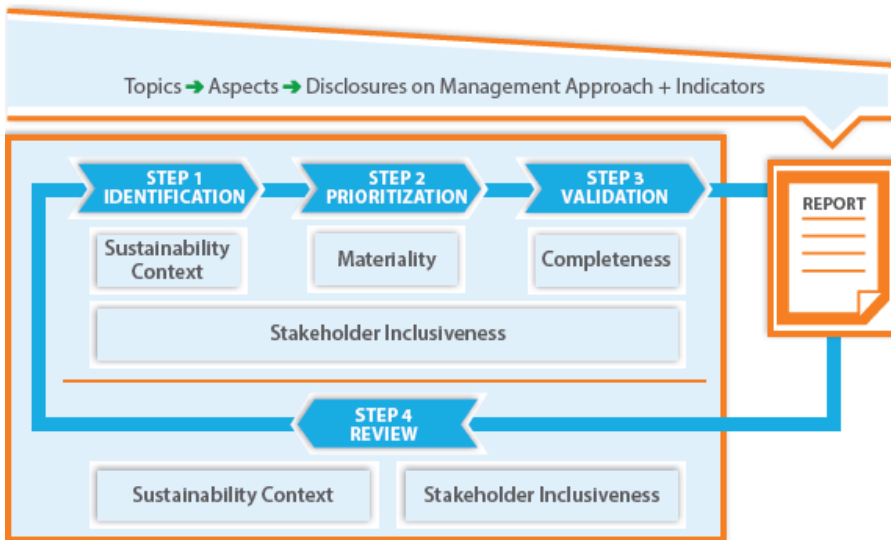 Topics ➔ Aspects ➔ Disclosures on Management Approach + Indicators
STEP 1
IDENTIFICATION
STEP 2
PRIORITIZATION
STEP 3
VALIDATION
REPORT
Sustainability
Context
Materiality
Completeness
Stakeholder Inclusiveness
STEP 4
REVIEW
Sustainability Context
Stakeholder Inclusiveness